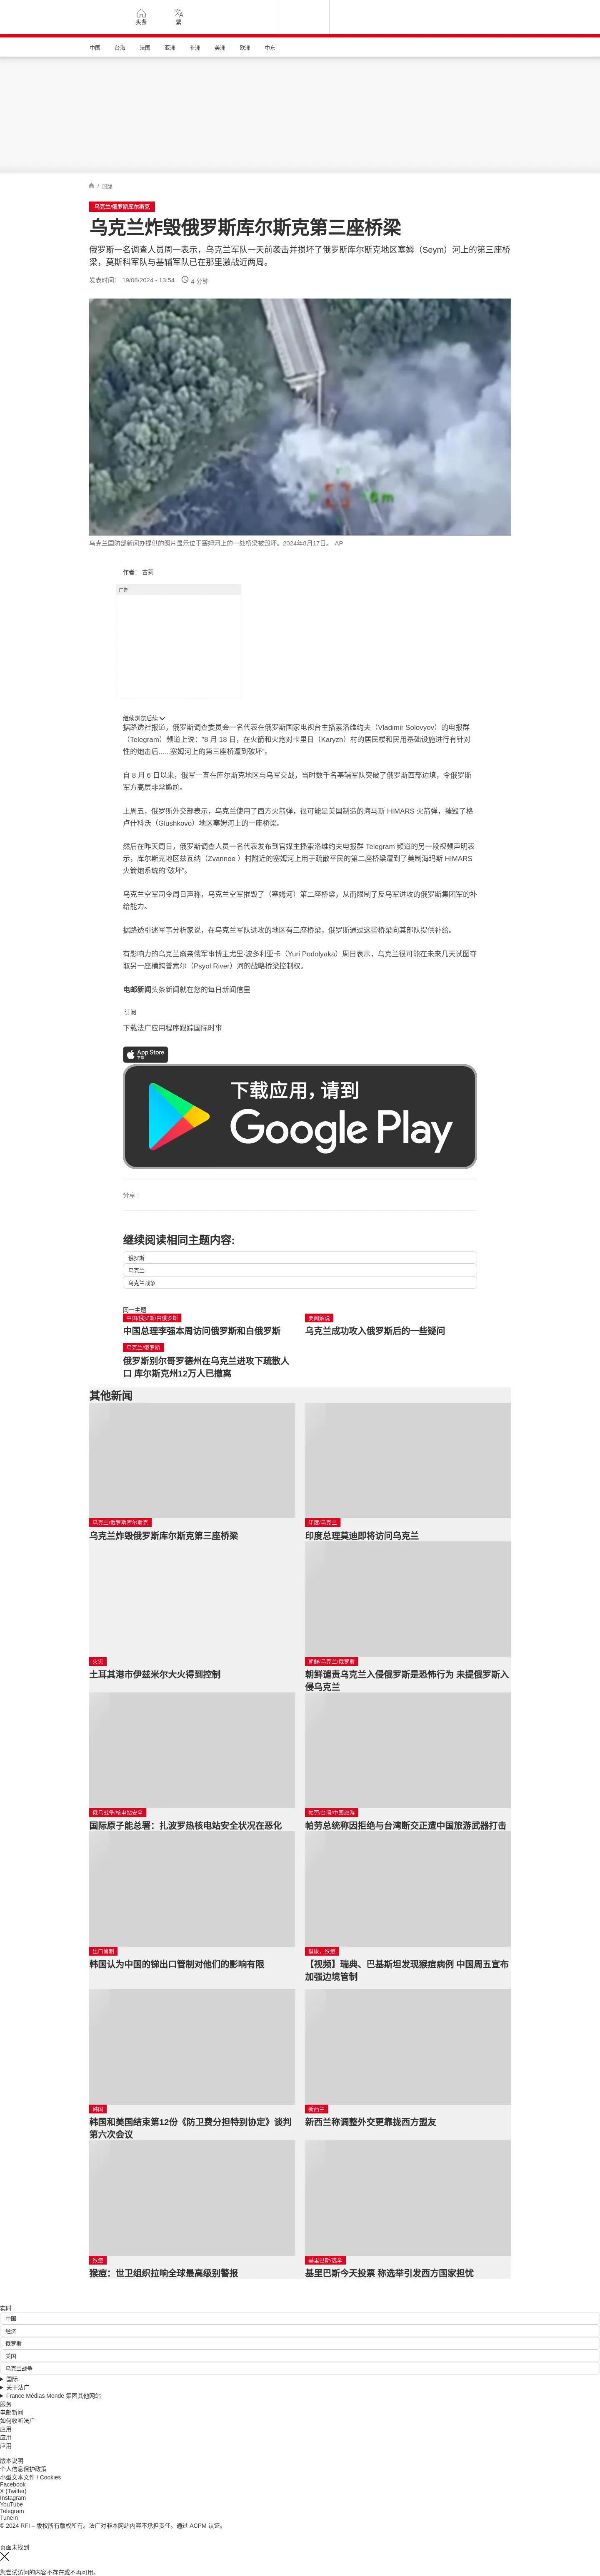 头条
繁
中国
台海
法国
亚洲
非洲
美洲
欧洲
中东
/ 国际
乌克兰/俄罗斯库尔斯克
乌克兰炸毁俄罗斯库尔斯克第三座桥梁
俄罗斯一名调查人员周一表示，乌克兰军队一天前袭击并损坏了俄罗斯库尔斯克地区塞姆（Seym）河上的第三座桥
梁，莫斯科军队与基辅军队已在那里激战近两周。
发表时间： 19/08/2024 - 13:54
4 分钟
乌克兰国防部新闻办提供的照片显示位于塞姆河上的一处桥梁被毁坏。2024年8月17日。 AP
作者： 古莉
广告
继续浏览后续
据路透社报道，俄罗斯调查委员会一名代表在俄罗斯国家电视台主播索洛维约夫（Vladimir Solovyov）的电报群
（Telegram）频道上说：“8 月 18 日，在火箭和火炮对卡里日（Karyzh）村的居民楼和民用基础设施进行有针对
性的炮击后......塞姆河上的第三座桥遭到破坏”。
自 8 月 6 日以来，俄军一直在库尔斯克地区与乌军交战，当时数千名基辅军队突破了俄罗斯西部边境，令俄罗斯
军方高层非常尴尬。
上周五，俄罗斯外交部表示，乌克兰使用了西方火箭弹，很可能是美国制造的海马斯 HIMARS 火箭弹，摧毁了格
卢什科沃（Glushkovo）地区塞姆河上的一座桥梁。
然后在昨天周日，俄罗斯调查人员一名代表发布到官媒主播索洛维约夫电报群 Telegram 频道的另一段视频声明表
示，库尔斯克地区兹瓦纳（Zvannoe ）村附近的塞姆河上用于疏散平民的第二座桥梁遭到了美制海玛斯 HIMARS
火箭炮系统的“破坏”。
乌克兰空军司令周日声称，乌克兰空军摧毁了（塞姆河）第二座桥梁，从而限制了反乌军进攻的俄罗斯集团军的补
给能力。
据路透引述军事分析家说，在乌克兰军队进攻的地区有三座桥梁，俄罗斯通过这些桥梁向其部队提供补给。
有影响力的乌克兰裔亲俄军事博主尤里·波多利亚卡（Yuri Podolyaka）周日表示，乌克兰很可能在未来几天试图夺
取另一座横跨普索尔（Psyol River）河的战略桥梁控制权。
电邮新闻头条新闻就在您的每日新闻信里
订阅
下载法广应用程序跟踪国际时事
App Store
下载
下载应用，请到
Google Play
分享 :
继续阅读相同主题内容:
俄罗斯
乌克兰
乌克兰战争
同一主题
中国/俄罗斯/白俄罗斯
中国总理李强本周访问俄罗斯和白俄罗斯
要闻解说
乌克兰成功攻入俄罗斯后的一些疑问
乌克兰/俄罗斯
俄罗斯别尔哥罗德州在乌克兰进攻下疏散人
口 库尔斯克州12万人已撤离
其他新闻
乌克兰/俄罗斯库尔斯克
乌克兰炸毁俄罗斯库尔斯克第三座桥梁
印度/乌克兰
印度总理莫迪即将访问乌克兰
火灾
土耳其港市伊兹米尔大火得到控制
朝鲜/乌克兰/俄罗斯
朝鲜谴责乌克兰入侵俄罗斯是恐怖行为 未提俄罗斯入
侵乌克兰
俄乌战争/核电站安全
国际原子能总署：扎波罗热核电站安全状况在恶化
帕劳/台湾/中国旅游
帕劳总统称因拒绝与台湾断交正遭中国旅游武器打击
出口管制
韩国认为中国的锑出口管制对他们的影响有限
健康、猴痘
【视频】瑞典、巴基斯坦发现猴痘病例 中国周五宣布
加强边境管制
韩国
韩国和美国结束第12份《防卫费分担特别协定》谈判
第六次会议
新西兰
新西兰称调整外交更靠拢西方盟友
猴痘
猴痘：世卫组织拉响全球最高级别警报
基里巴斯/选举
基里巴斯今天投票 称选举引发西方国家担忧
实时
中国
经济
俄罗斯
美国
乌克兰战争
国际
关于法广
France Médias Monde 集团其他网站
服务
电邮新闻
如何收听法广
应用
应用
应用
版本说明
个人信息保护政策
小型文本文件 / Cookies
Facebook
X (Twitter)
Instagram
YouTube
Telegram
Tunein
© 2024 RFI – 版权所有版权所有。法广对非本网站内容不承担责任。通过 ACPM 认证。
页面未找到
您尝试访问的内容不存在或不再可用。